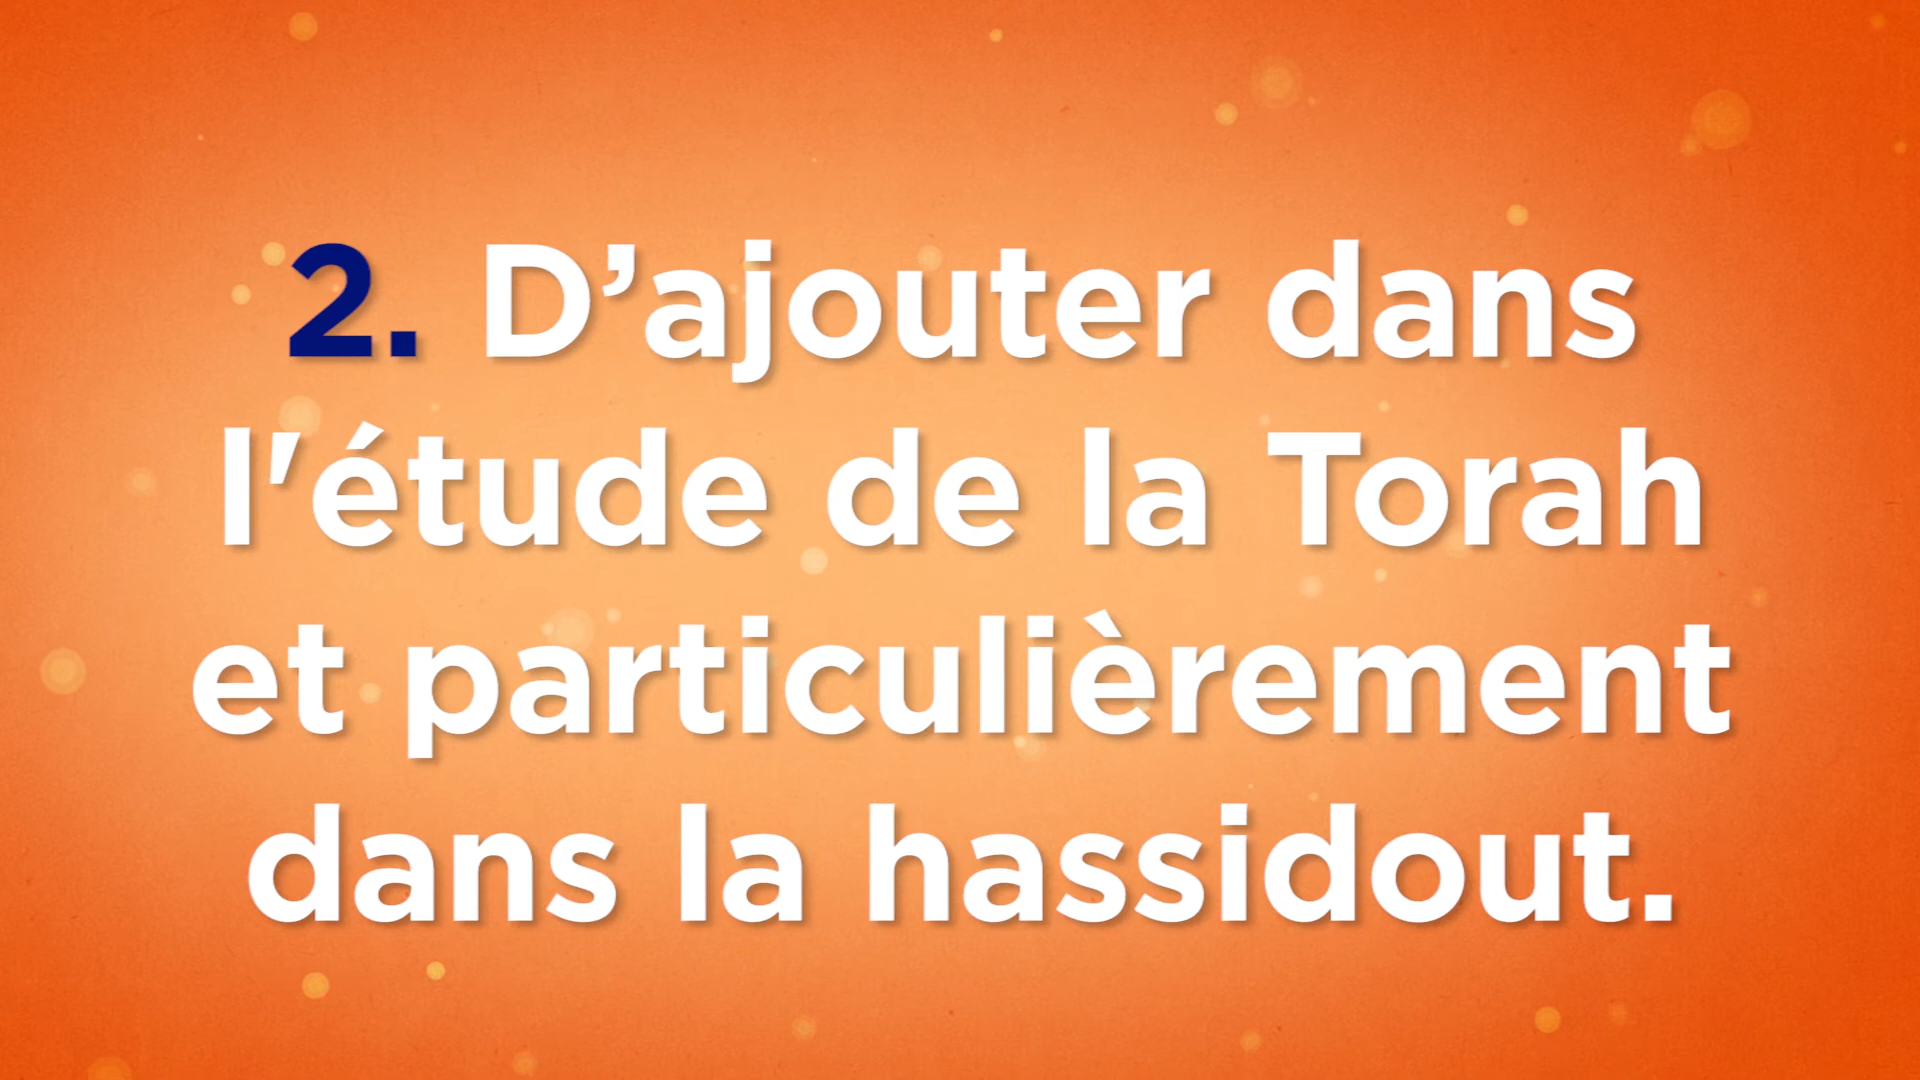 2. D’ajouter dans
l'étude de la Torah
et particulièrement
dans la hassidout.